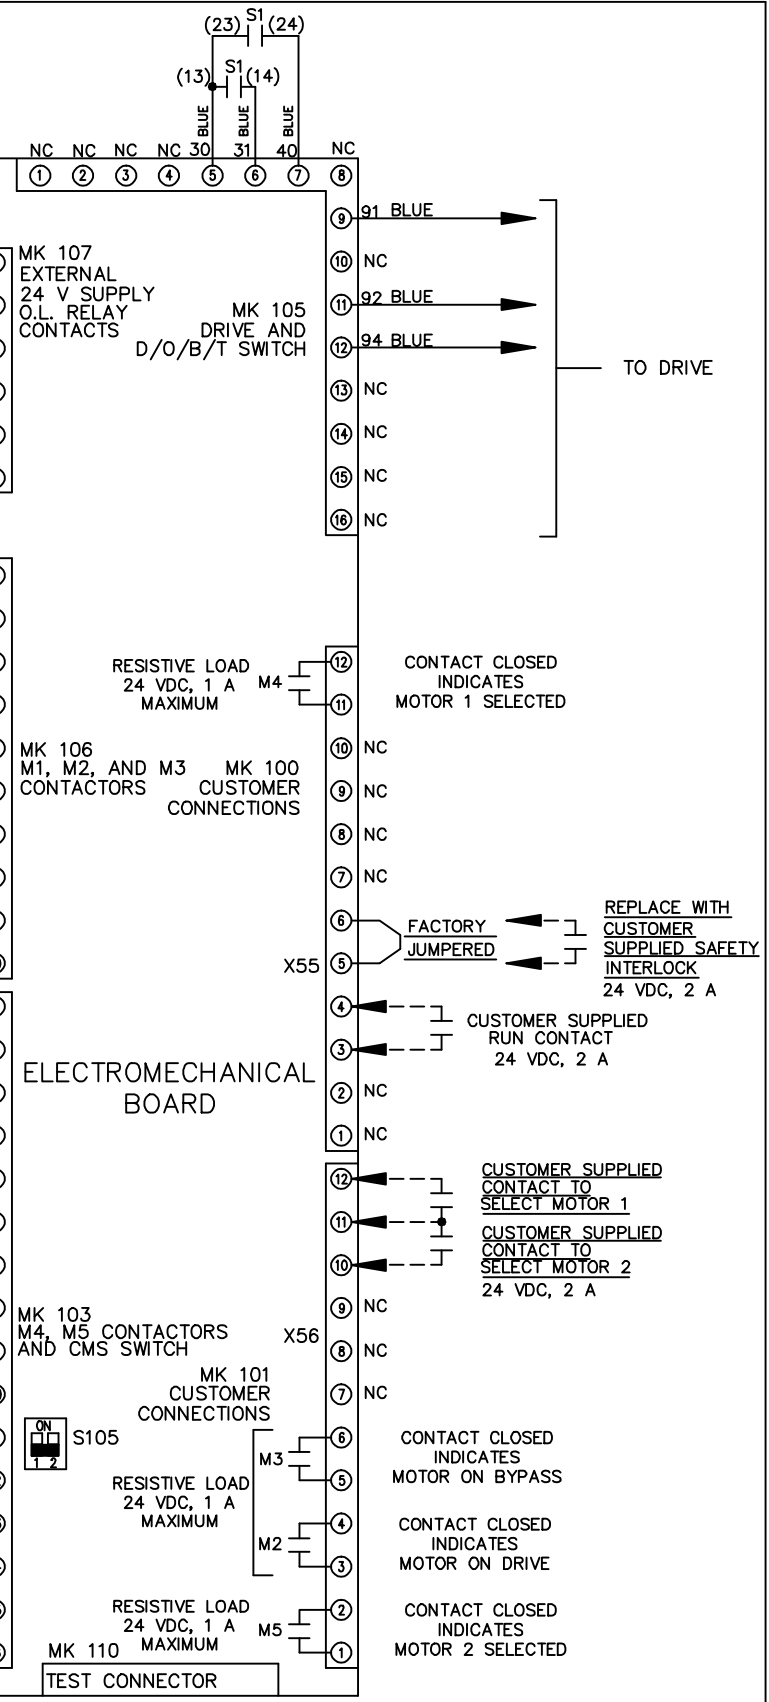 S1
(23) (24)
S1
(13) (14)
BLUE BLUE BLUE
NC NC NC NC 30 31 40 NC
1 2 3 4 5 6 7 8
9 91 BLUE
MK 107
EXTERNAL
24 V SUPPLY
O.L. RELAY
CONTACTS
10 NC
MK 105
DRIVE AND
D/O/B/T SWITCH
11 92 BLUE
12 94 BLUE
TO DRIVE
13 NC
14 NC
15 NC
16 NC
RESISTIVE LOAD
24 VDC, 1 A
MAXIMUM
M4
12
11
CONTACT CLOSED
INDICATES
MOTOR 1 SELECTED
MK 106
M1, M2, AND M3
CONTACTORS
MK 100
CUSTOMER
CONNECTIONS
10 NC
9 NC
8 NC
7 NC
6
FACTORY
JUMPERED
X55 5
REPLACE WITH
CUSTOMER
SUPPLIED SAFETY
INTERLOCK
24 VDC, 2 A
4
3
CUSTOMER SUPPLIED
RUN CONTACT
24 VDC, 2 A
ELECTROMECHANICAL
BOARD
2 NC
1 NC
12
11
10
CUSTOMER SUPPLIED
CONTACT TO
SELECT MOTOR 1
CUSTOMER SUPPLIED
CONTACT TO
SELECT MOTOR 2
24 VDC, 2 A
MK 103
M4, M5 CONTACTORS
AND CMS SWITCH
9 NC
X56
8 NC
7 NC
MK 101
CUSTOMER
CONNECTIONS
ON
1 2
S105
M3
6
5
CONTACT CLOSED
INDICATES
MOTOR ON BYPASS
RESISTIVE LOAD
24 VDC, 1 A
MAXIMUM
M2
4
3
CONTACT CLOSED
INDICATES
MOTOR ON DRIVE
RESISTIVE LOAD
24 VDC, 1 A
MAXIMUM
M5
2
1
CONTACT CLOSED
INDICATES
MOTOR 2 SELECTED
MK 110
TEST CONNECTOR